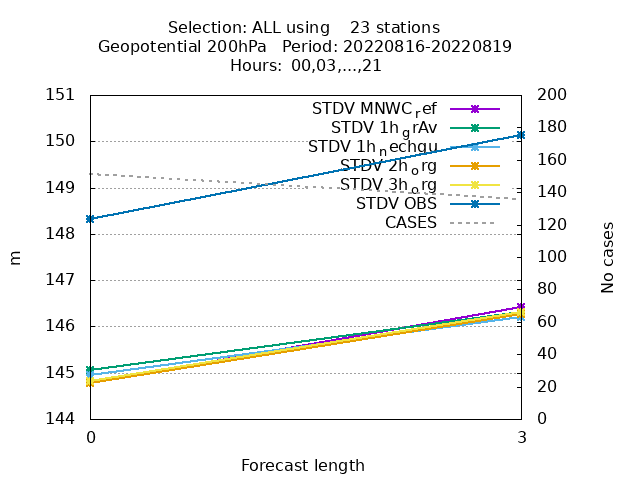 Selection: ALL using    23 stations
Geopotential 200hPa   Period: 20220816-20220819
Hours:  00,03,...,21
151 200
STDV MNWC_ref
180
STDV 1h_grAv
150
STDV 1h_nechgu
160
STDV 2h_org
149
STDV 3h_org
140
STDV OBS
120
CASES
148
100
m
No cases
147
80
146
60
40
145
20
144 0
0 3
Forecast length